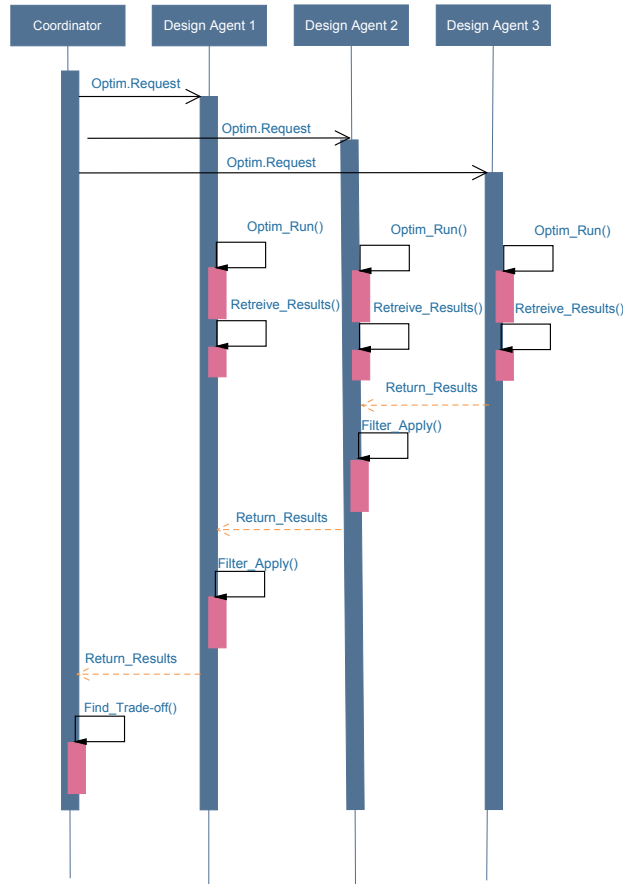 Coordinator
Design Agent 1
Design Agent 2
Design Agent 3
Optim.Request
Optim.Request
Optim.Request
Optim_Run()
Optim_Run()
Optim_Run()
Retreive_Results()
Retreive_Results()
Retreive_Results()
Return_Results
Filter_Apply()
Return_Results
Filter_Apply()
Return_Results
Find_Trade-off()